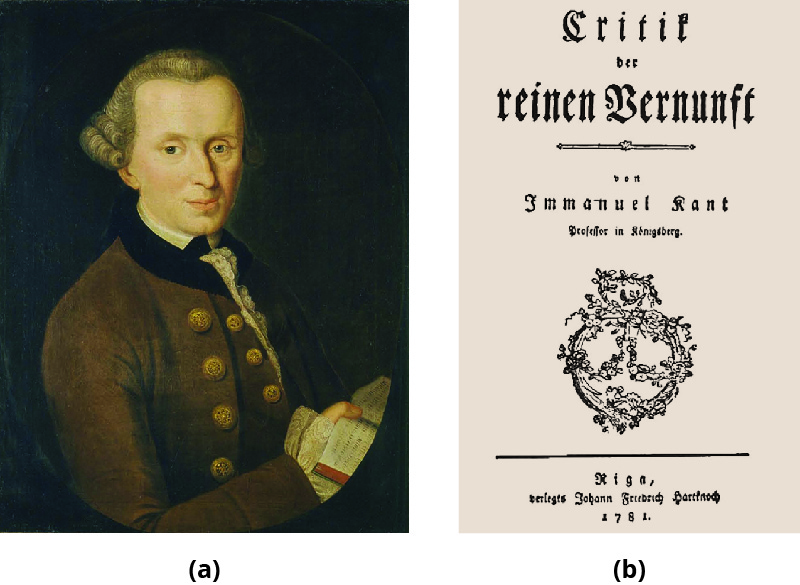 Critik
der
reinen Vernunft
von
Immanuel Kant
Professor in Königsberg.
Riga,
verlegts Johann Friedrich Hartknoch
1781.
(a)
(b)